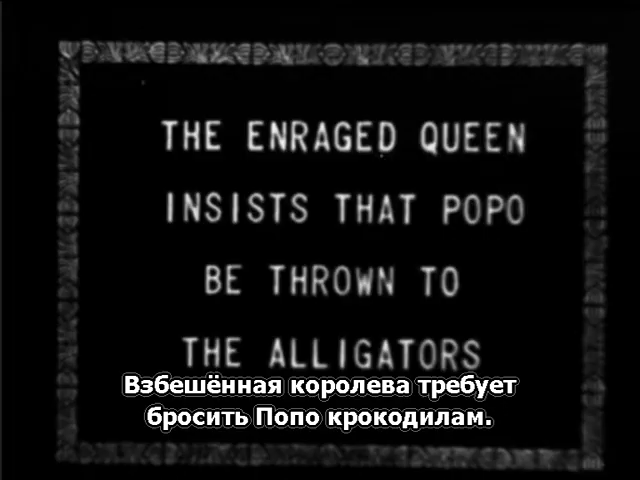 THE ENRAGED QUEEN
INSISTS THAT POPO
BE THROWN TO
THE ALLIGATORS
Взбешённая королева требует
бросить Попо крокодилам.